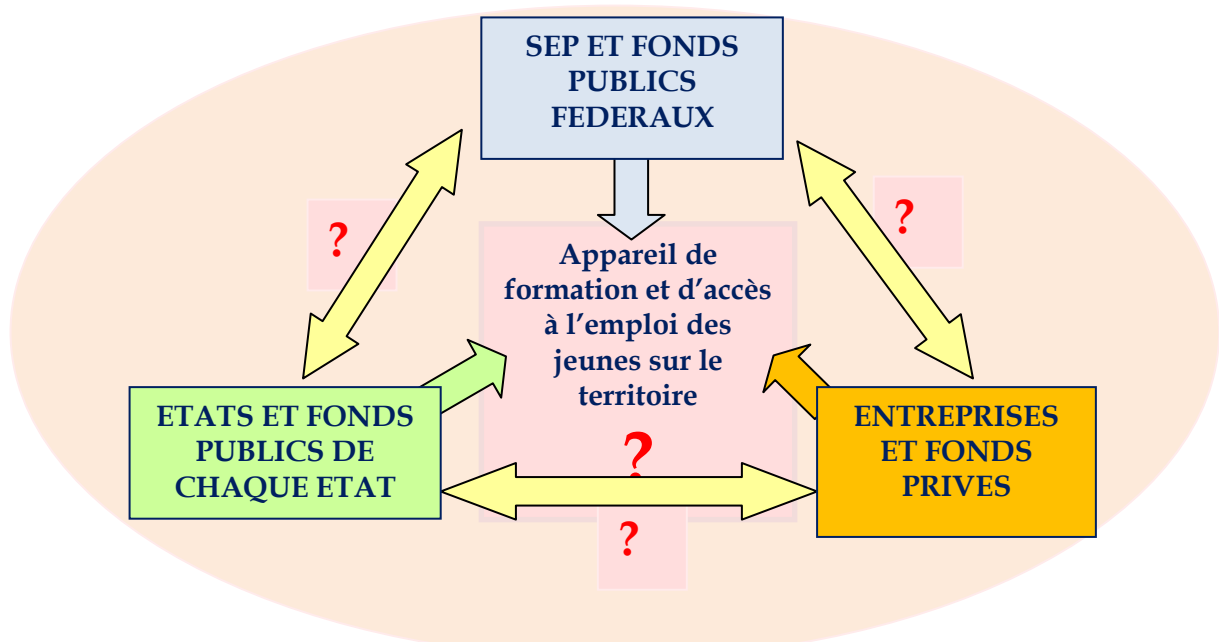 SEP ET FONDS
PUBLICS
FEDERAUX
?
?
Appareil de
formation et d’accès
à l’emploi des
jeunes sur le
territoire
?
ETATS ET FONDS
PUBLICS DE
CHAQUE ETAT
ENTREPRISES
ET FONDS
PRIVES
?